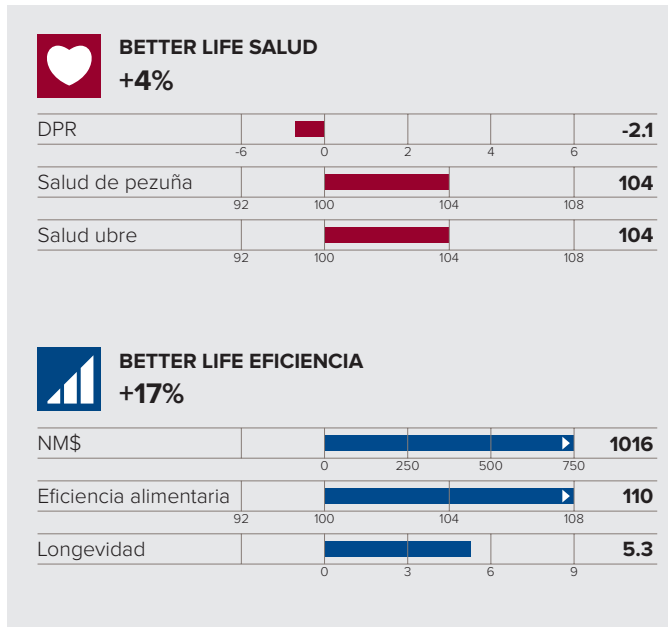 BETTER LIFE SALUD
+4%
DPR -2.1
-6 0 2 4 6
Salud de pezuña 104
92 100 104 108
Salud ubre 104
92 100 104 108
BETTER LIFE EFICIENCIA
+17%
NM$ 1016
0 250 500 750
Eficiencia alimentaria 110
92 100 104 108
Longevidad 5.3
0 3 6 9